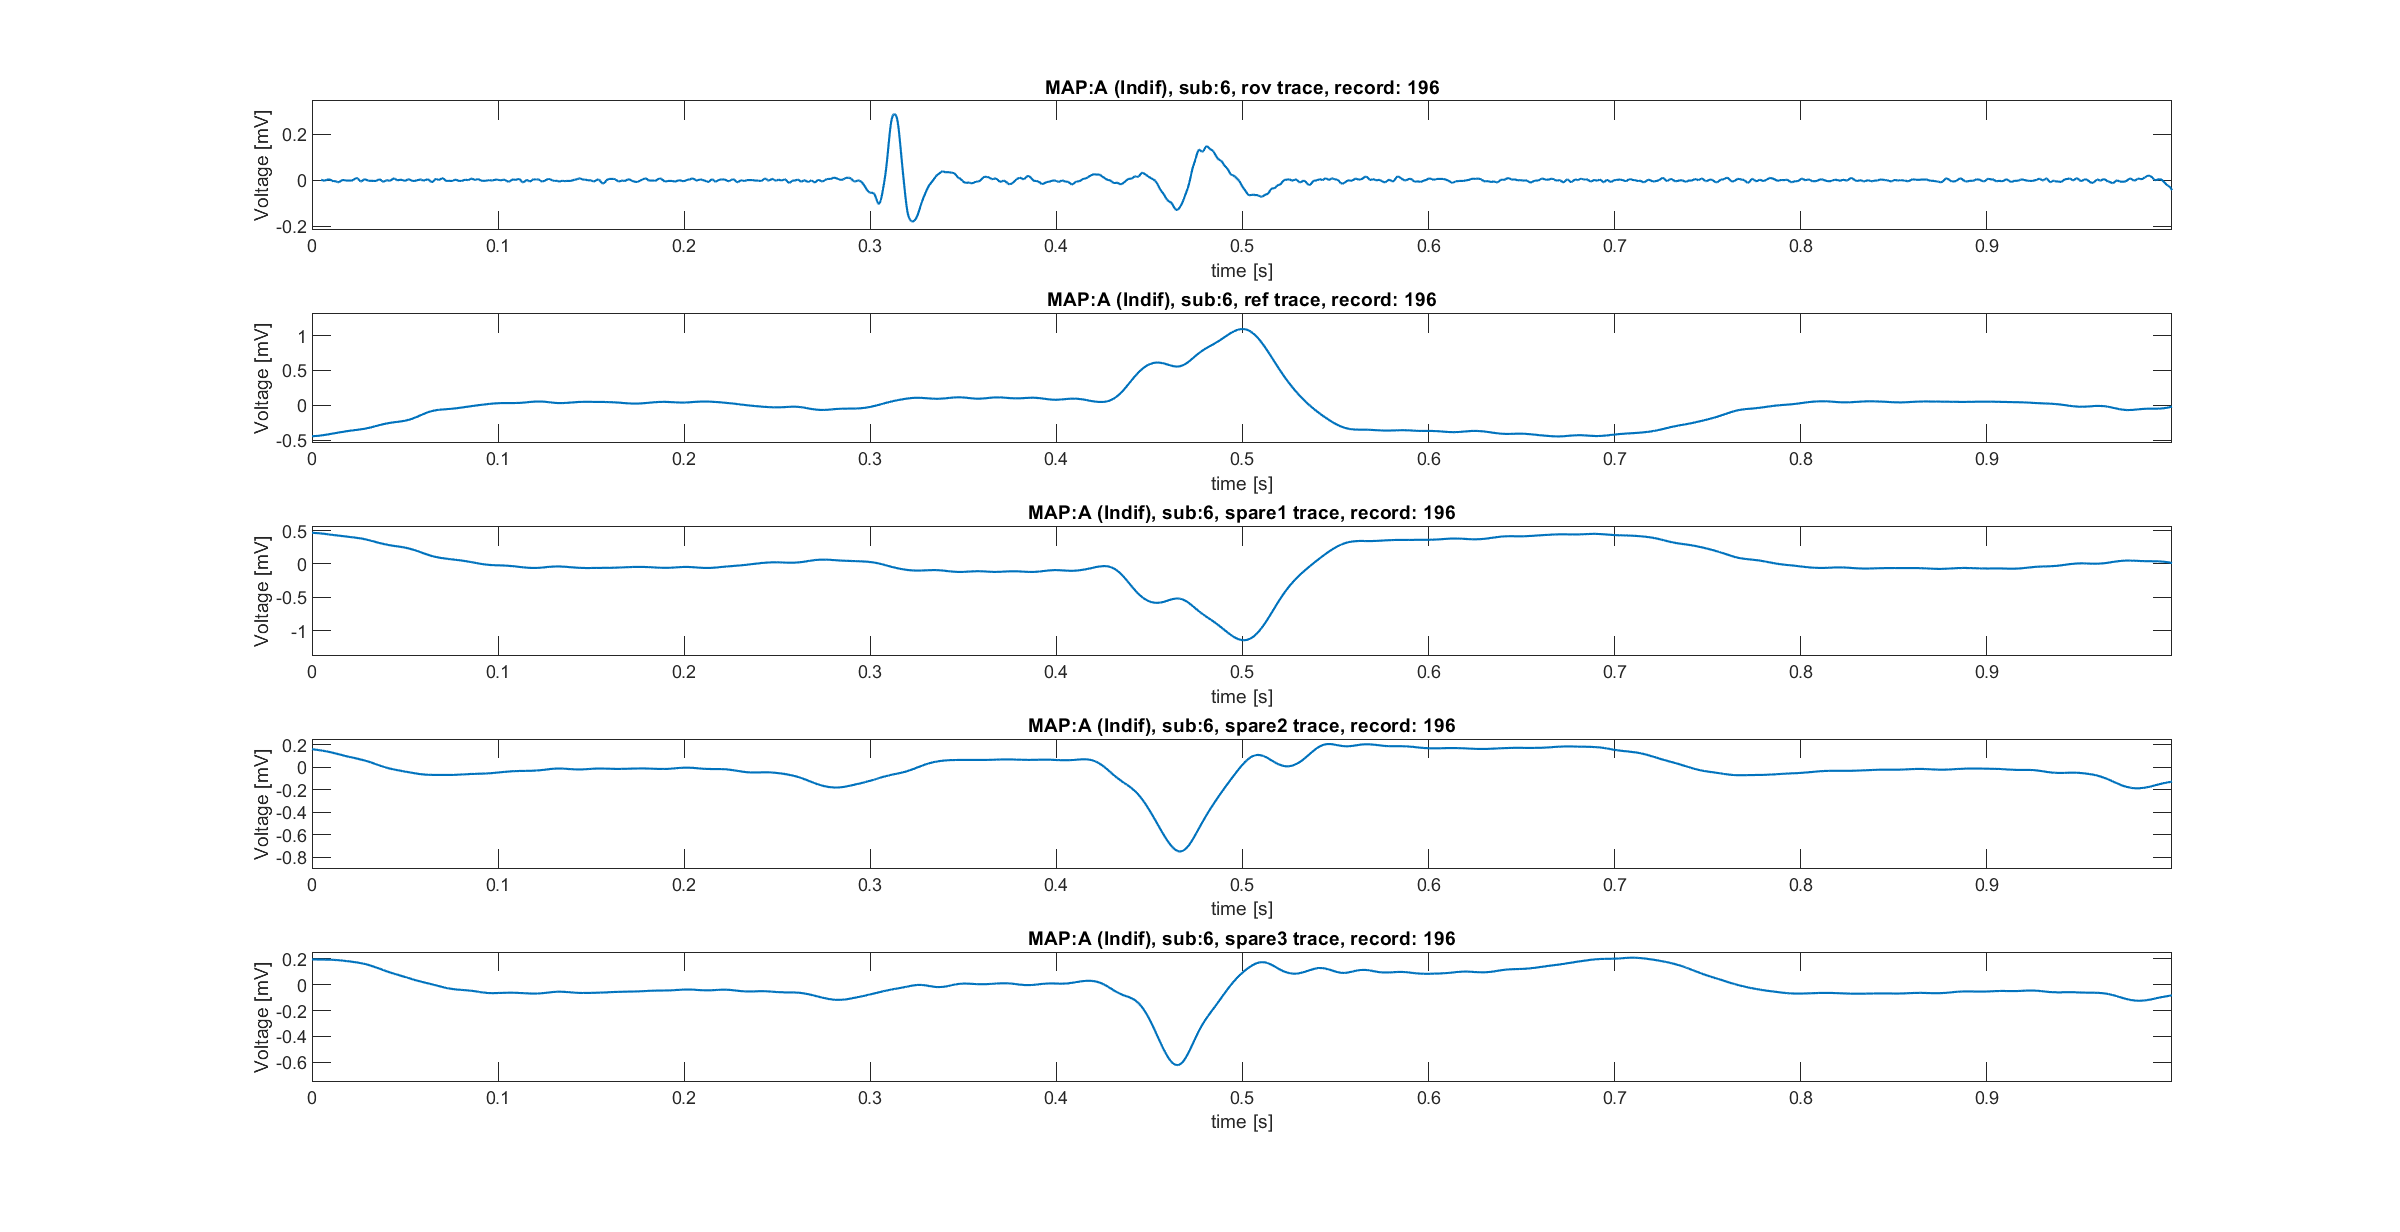 MAP:A (Indif), sub:6, rov trace, record: 196
Voltage [mV]
0.2
0
-0.2
0 0.1 0.2 0.3 0.4 0.5 0.6 0.7 0.8 0.9
time [s]
MAP:A (Indif), sub:6, ref trace, record: 196
Voltage [mV]
1
0.5
0
-0.5
0 0.1 0.2 0.3 0.4 0.5 0.6 0.7 0.8 0.9
time [s]
MAP:A (Indif), sub:6, spare1 trace, record: 196
Voltage [mV]
0.5
0
-0.5
-1
0 0.1 0.2 0.3 0.4 0.5 0.6 0.7 0.8 0.9
time [s]
MAP:A (Indif), sub:6, spare2 trace, record: 196
Voltage [mV]
0.2
0
-0.2
-0.4
-0.6
-0.8
0 0.1 0.2 0.3 0.4 0.5 0.6 0.7 0.8 0.9
time [s]
MAP:A (Indif), sub:6, spare3 trace, record: 196
Voltage [mV]
0.2
0
-0.2
-0.4
-0.6
0 0.1 0.2 0.3 0.4 0.5 0.6 0.7 0.8 0.9
time [s]